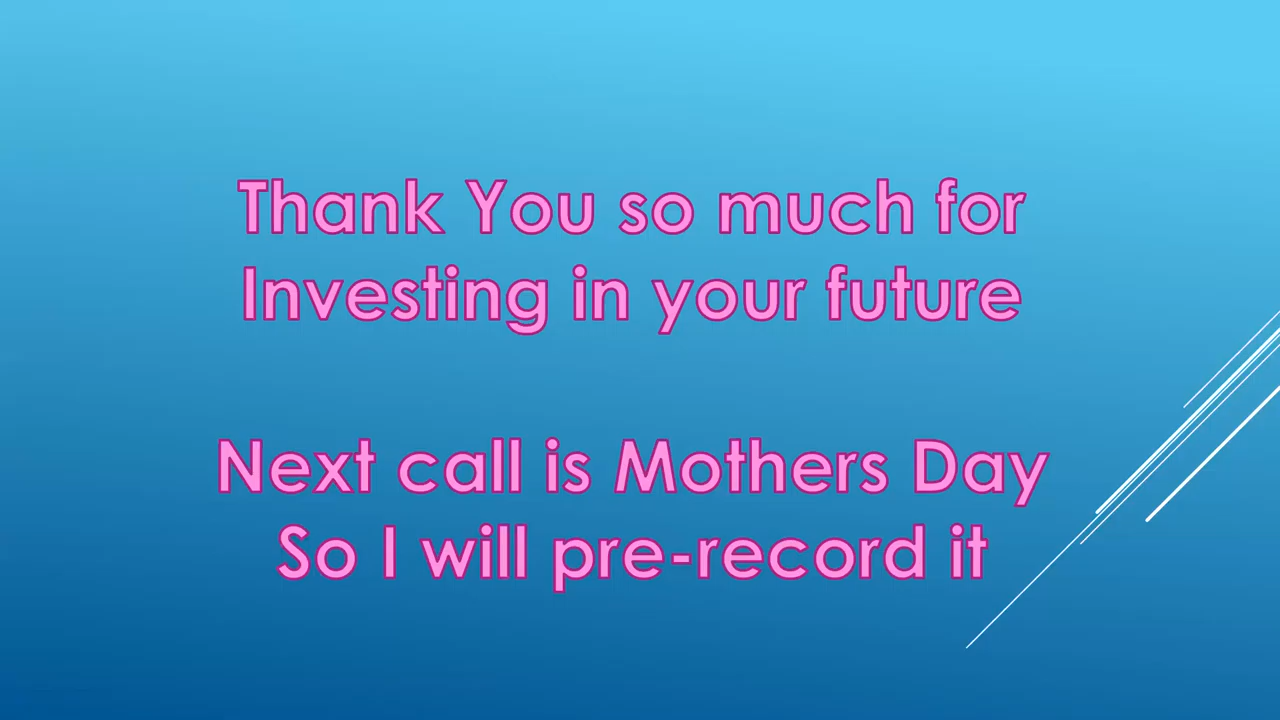 Thank You so much for
Investing in your future
Next call is Mothers Day
So I will pre-record it